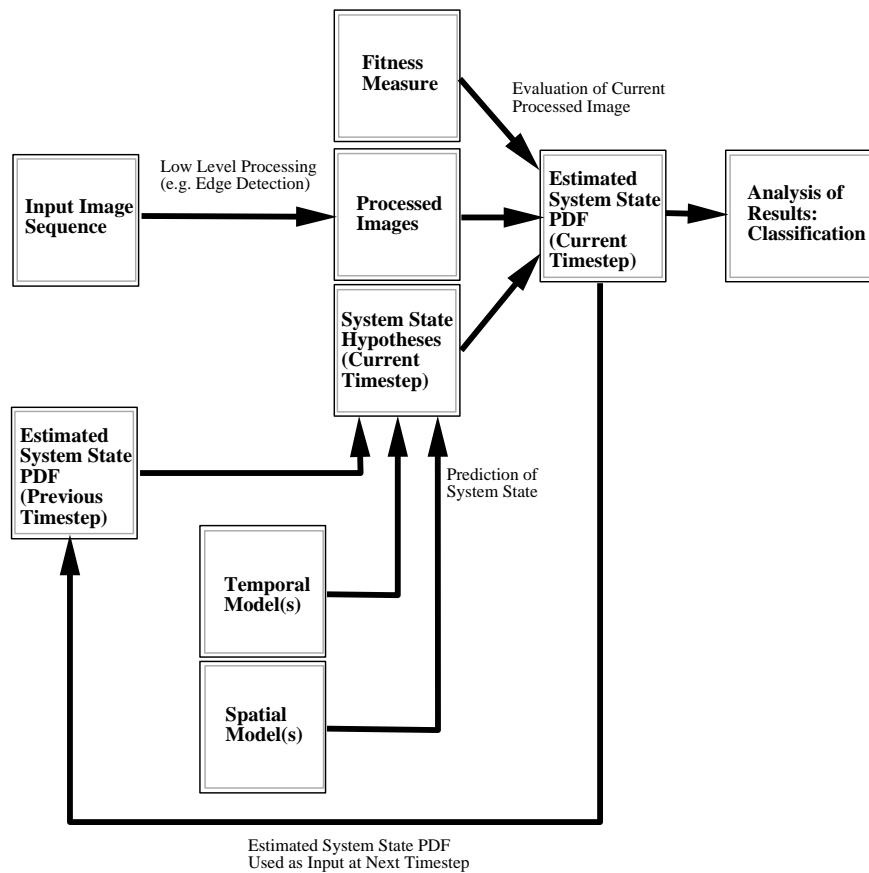 Fitness
Measure
Evaluation of Current
Processed Image
Low Level Processing
(e.g. Edge Detection)
Input Image
Sequence
Processed
Images
Estimated
System State
PDF
(Current
Timestep)
Analysis of
Results:
Classification
System State
Hypotheses
(Current
Timestep)
Estimated
System State
PDF
(Previous
Timestep)
Prediction of
System State
Temporal
Model(s)
Spatial
Model(s)
Estimated System State PDF
Used as Input at Next Timestep